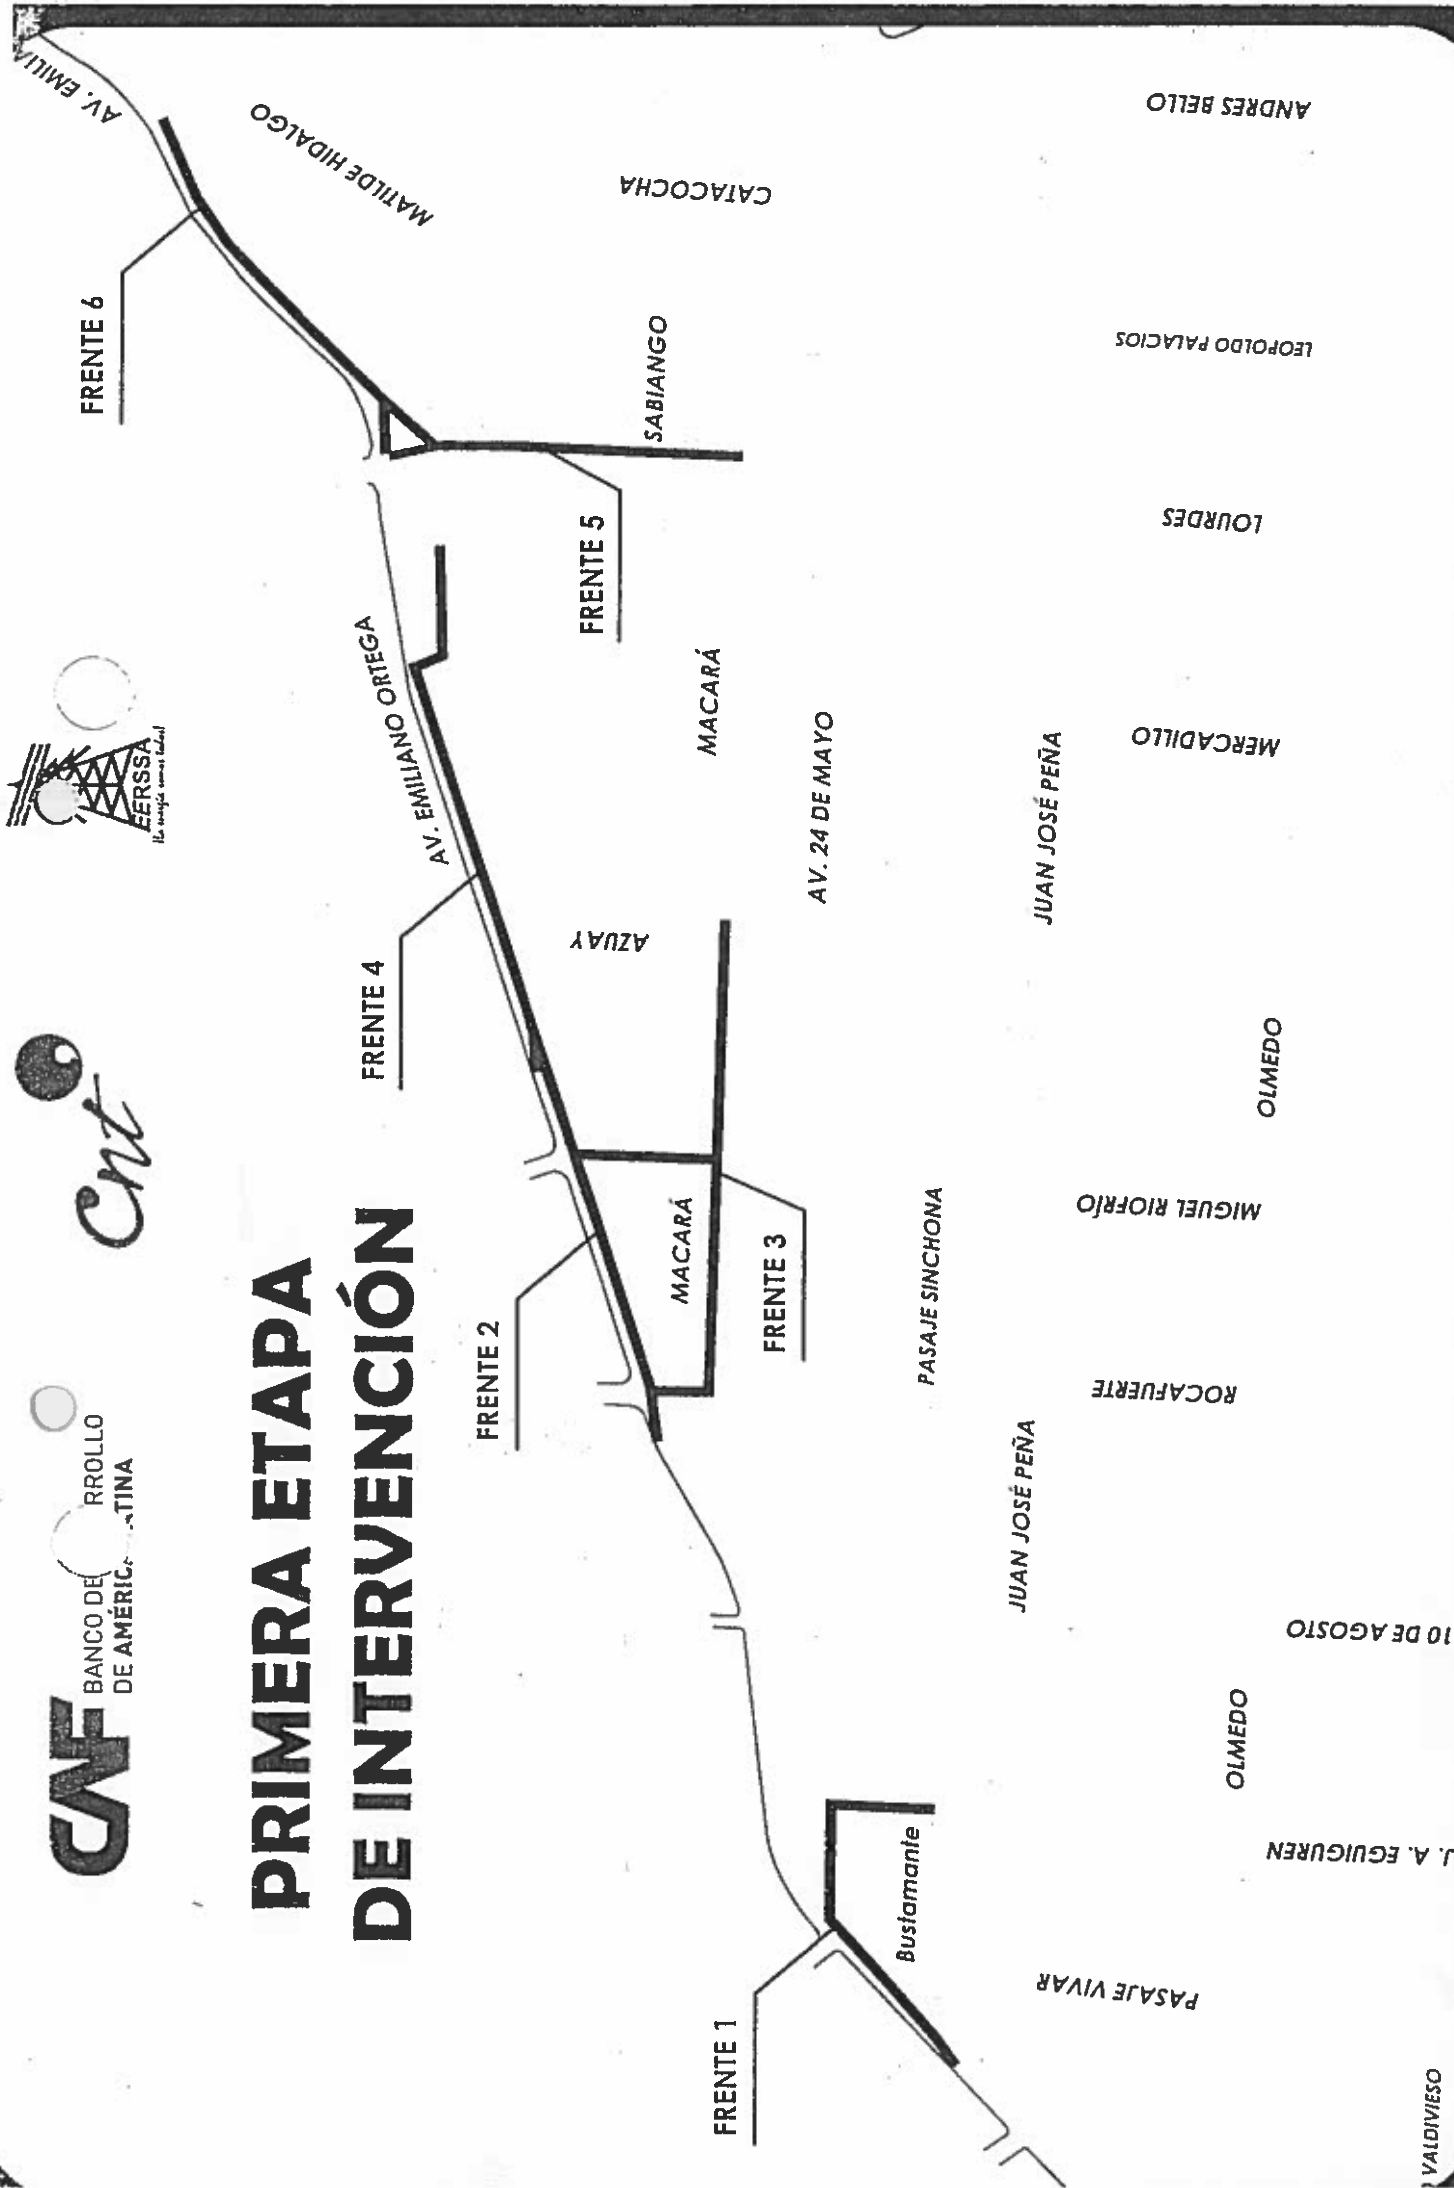 CAF
BANCO DE RROLLO
DE AMÉRIC TINA
cnt
EERSSA
PRIMERA ETAPA
DE INTERVENCIÓN
FRENTE 1
FRENTE 2
FRENTE 3
FRENTE 4
FRENTE 5
FRENTE 6
AV. EMILIA
MATILDE HIDALGO
CATACOCHA
ANDRES BELLO
AV. EMILIANO ORTEGA
SABIANGO
LEOPOLDO PALACIOS
LOURDES
MACARÁ
AV. 24 DE MAYO
JUAN JOSÉ PEÑA
MERCADILLO
AZUAY
OLMEDO
MACARÁ
PASAJE SINCHONA
MIGUEL RIOFRÍO
ROCAFUERTE
JUAN JOSÉ PEÑA
10 DE AGOSTO
OLMEDO
Bustamante
J. A. EGUIGUREN
PASAJE VIVAR
VALDIVIESO